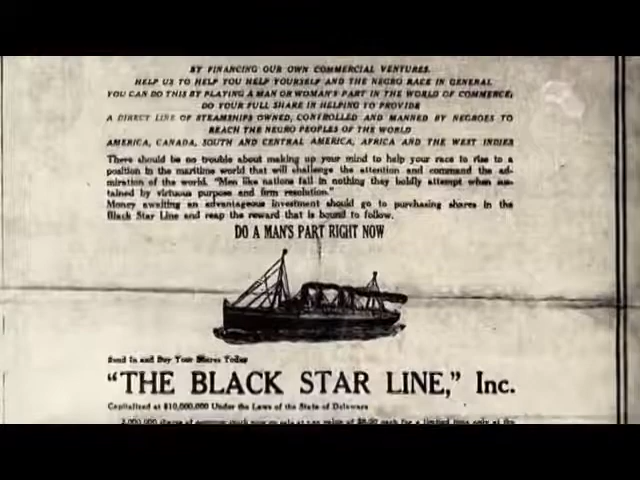 BY FINANCING OUR OWN COMMERCIAL VENTURES.
HELP US TO HELP YOU HELP YOURSELF AND THE NEGRO RACE IN GENERAL
YOU CAN DO THIS BY PLAYING A MAN OR WOMAN'S PART IN THE WORLD OF COMMERCE;
DO YOUR FULL SHARE IN HELPING TO PROVIDE
A DIRECT LINE OF STEAMSHIPS OWNED, CONTROLLED AND MANNED BY NEGROES TO
REACH THE NEGRO PEOPLES OF THE WORLD
AMERICA, CANADA, SOUTH AND CENTRAL AMERICA, AFRICA AND THE WEST INDIES
There should be no trouble about making up your mind to help your race to rise to a
position in the maritime world that will challenge the attention and command the ad-
miration of the world. "Men like nations fail in nothing they boldly attempt when sus-
tained by virtuous purpose and firm resolution."
Money awaiting an advantageous investment should go to purchasing shares in the
Black Star Line and reap the reward that is bound to follow.
DO A MAN'S PART RIGHT NOW
Send In and Buy Your Shares Today
"THE BLACK STAR LINE," Inc.
Capitalized at $10,000,000 Under the Laws of the State of Delaware